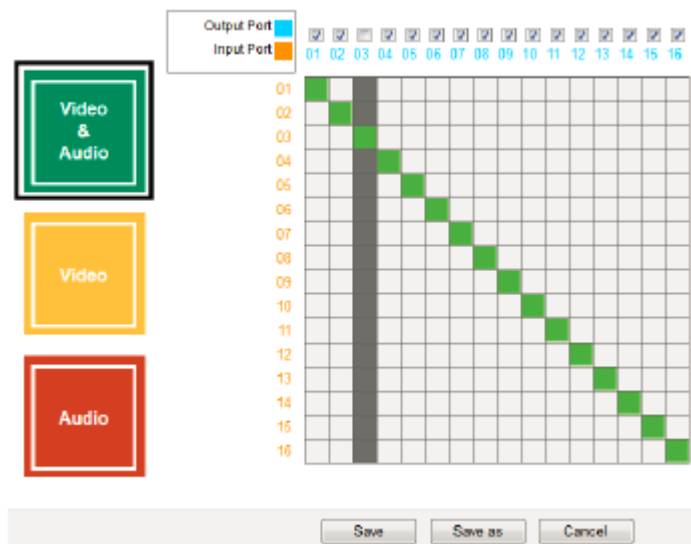 Output Port
Input Port
01 02 03 04 05 06 07 08 09 10 11 12 13 14 15 16
Video
&
Audio
Video
Audio
01
02
03
04
05
06
07
08
09
10
11
12
13
14
15
16
Save Save as Cancel